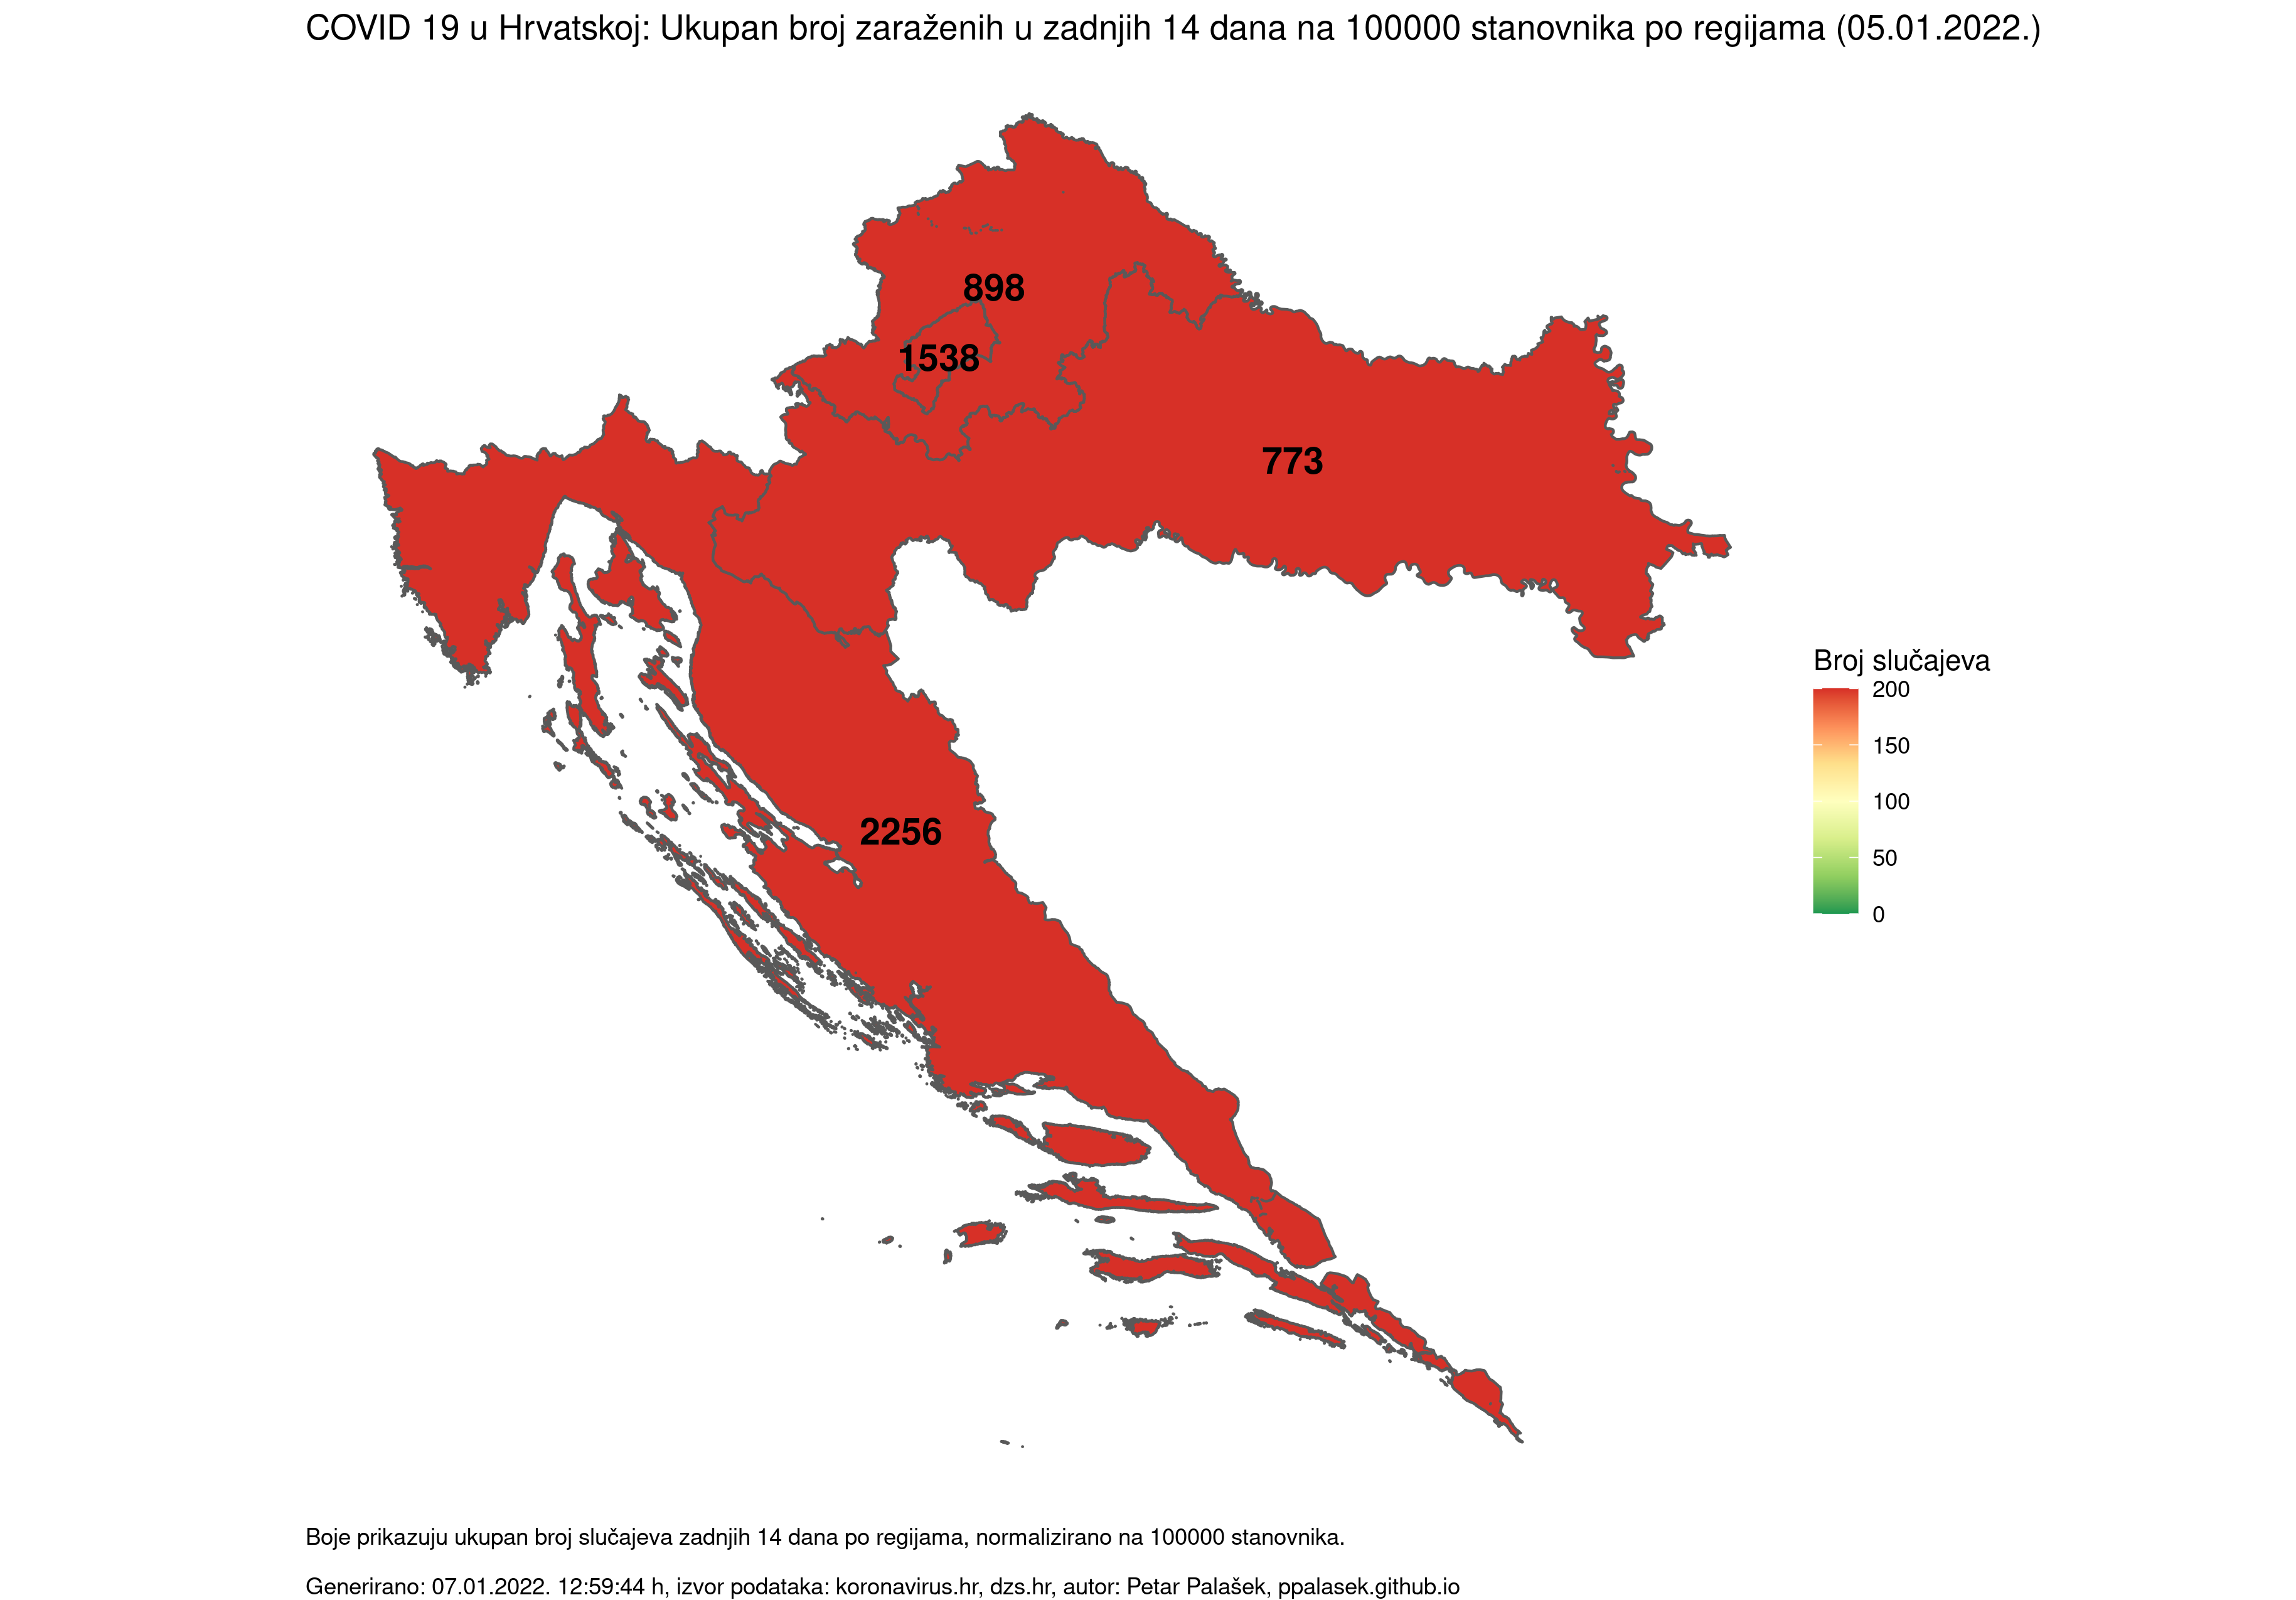 COVID 19 u Hrvatskoj: Ukupan broj zaraženih u zadnjih 14 dana na 100000 stanovnika po regijama (05.01.2022.)
898
1538
773
2256
Broj slučajeva
200
150
100
50
0
Boje prikazuju ukupan broj slučajeva zadnjih 14 dana po regijama, normalizirano na 100000 stanovnika.
Generirano: 07.01.2022. 12:59:44 h, izvor podataka: koronavirus.hr, dzs.hr, autor: Petar Palašek, ppalasek.github.io